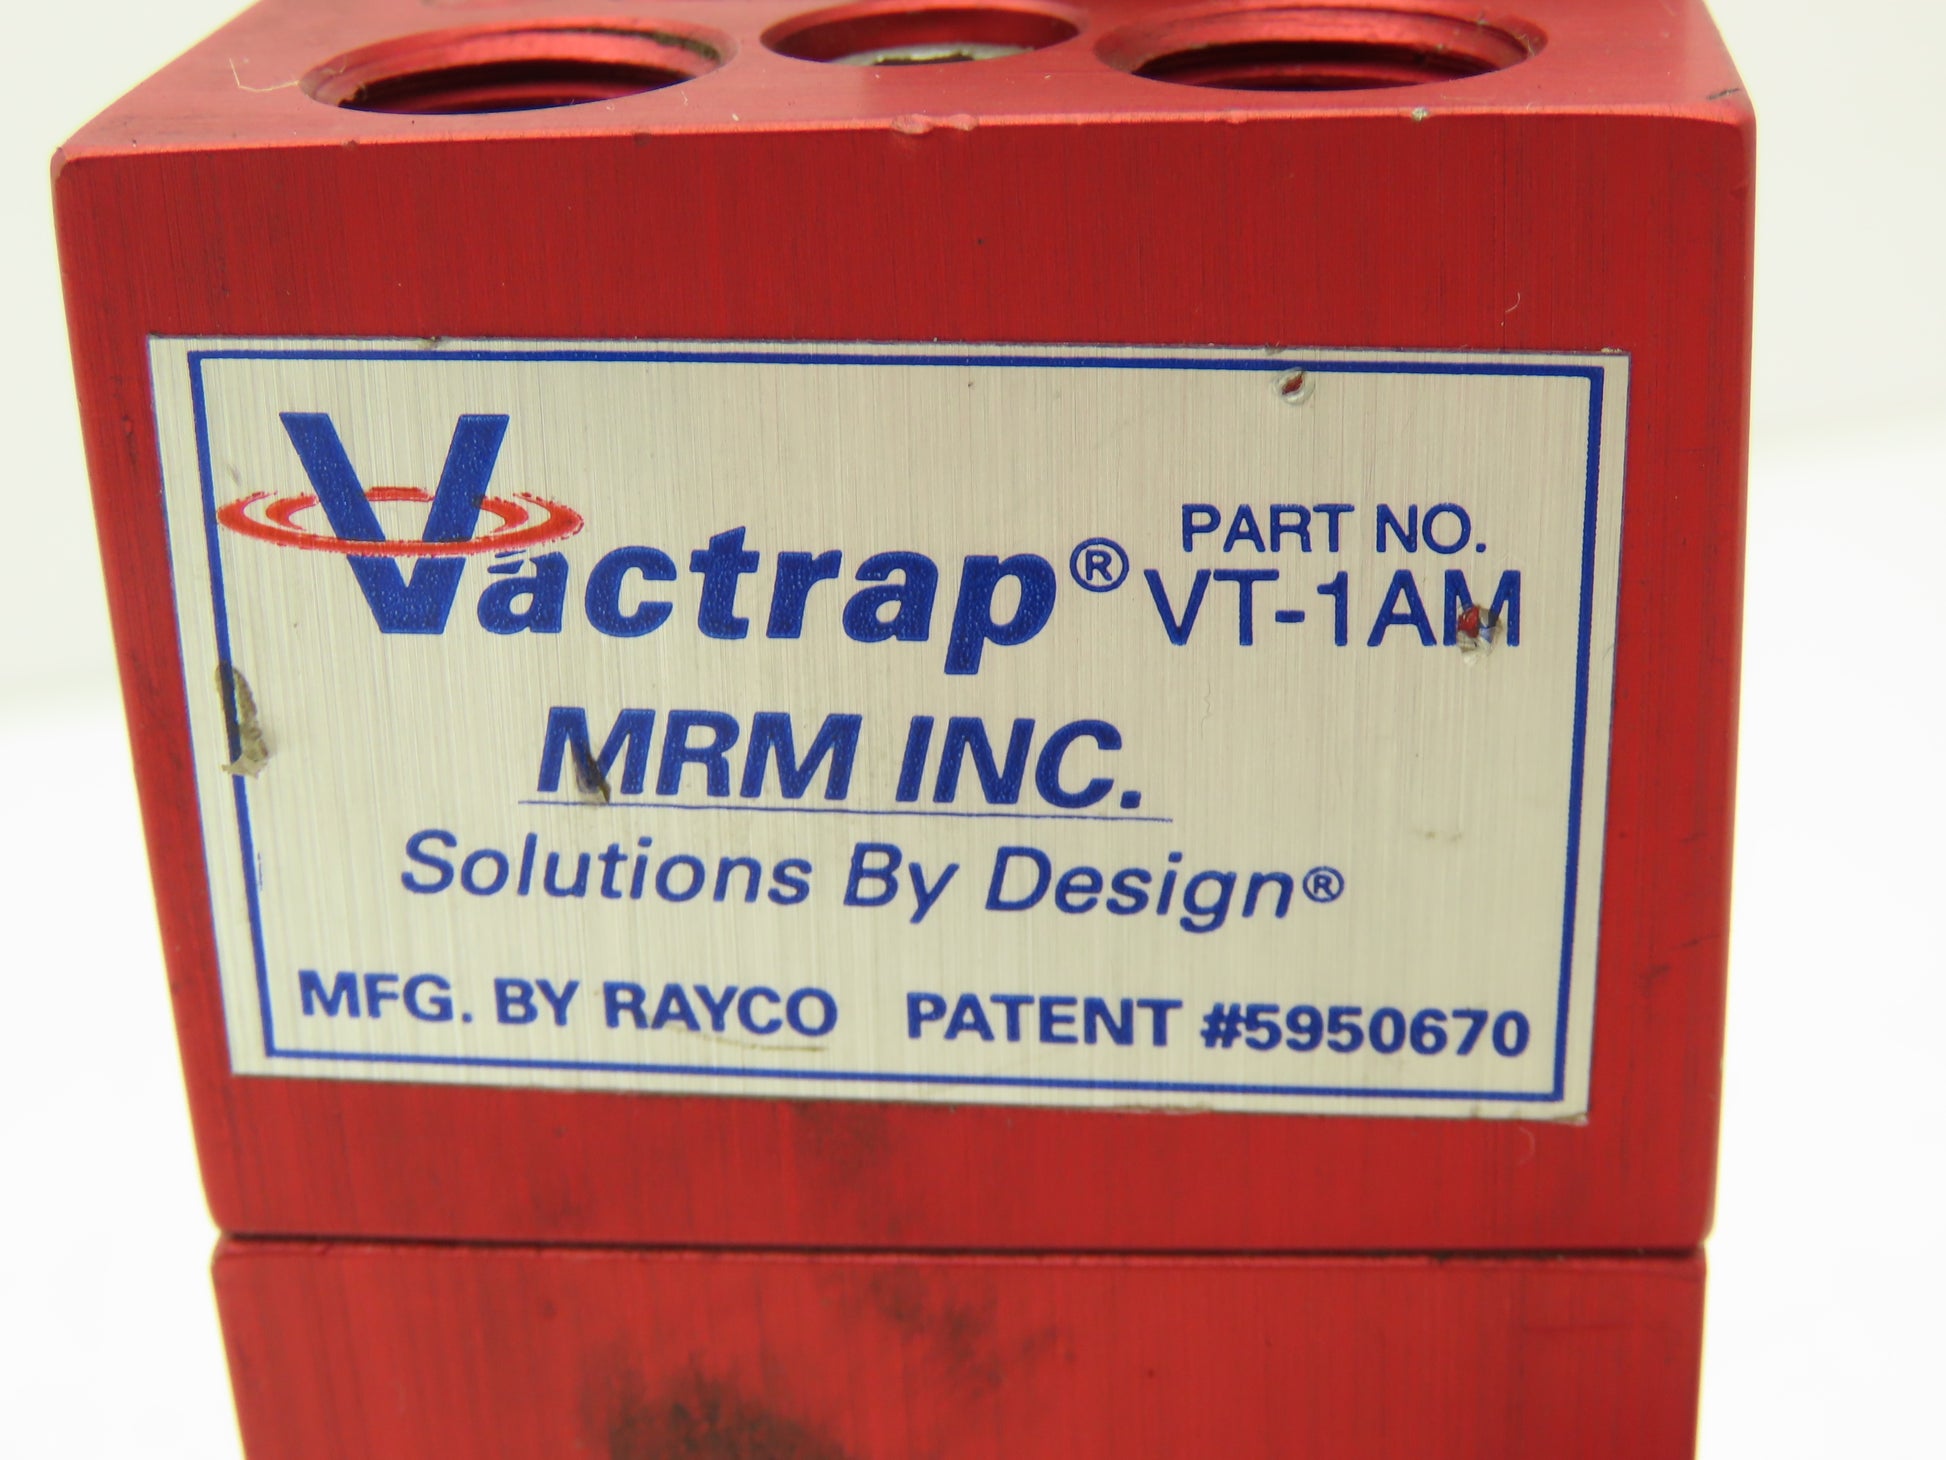 Vactrap®
PART NO.
VT-1AM
MRM INC.
Solutions By Design®
MFG. BY RAYCO PATENT #5950670